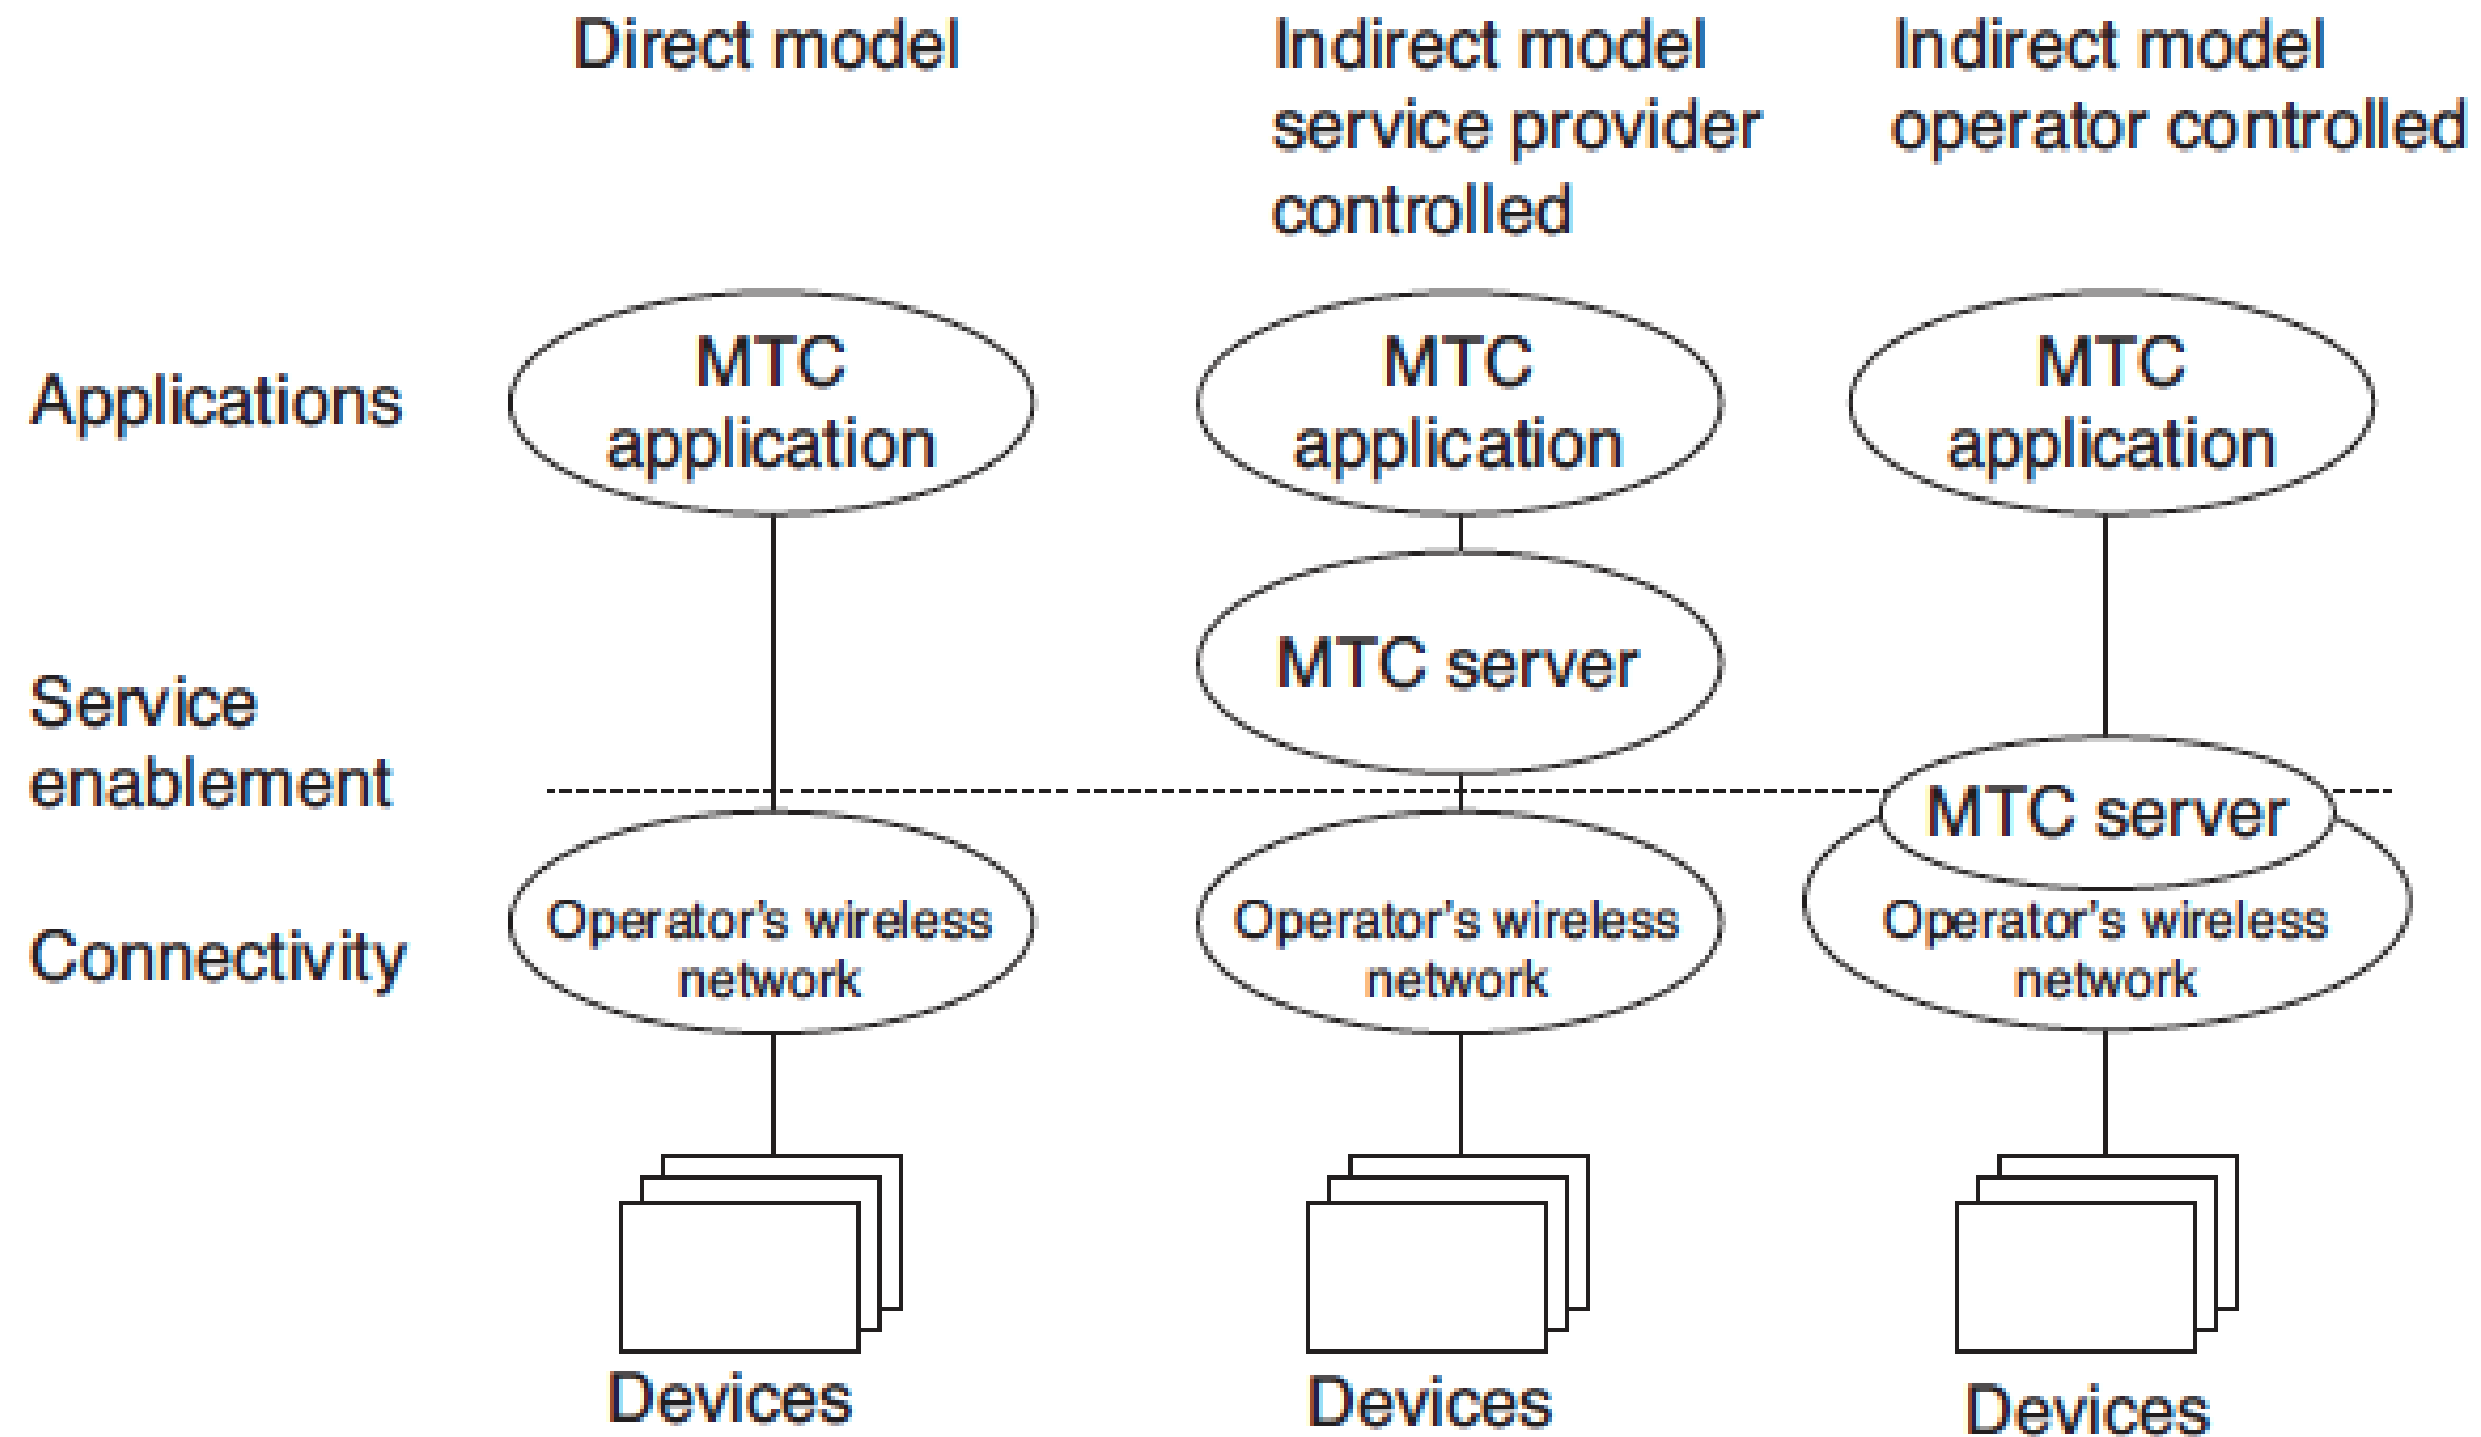 Direct model
Indirect model
service provider
controlled
Indirect model
operator controlled
Applications
MTC
application
MTC
application
MTC
application
Service
enablement
MTC server
MTC server
Connectivity
Operator's wireless
network
Operator's wireless
network
Operator's wireless
network
Devices
Devices
Devices